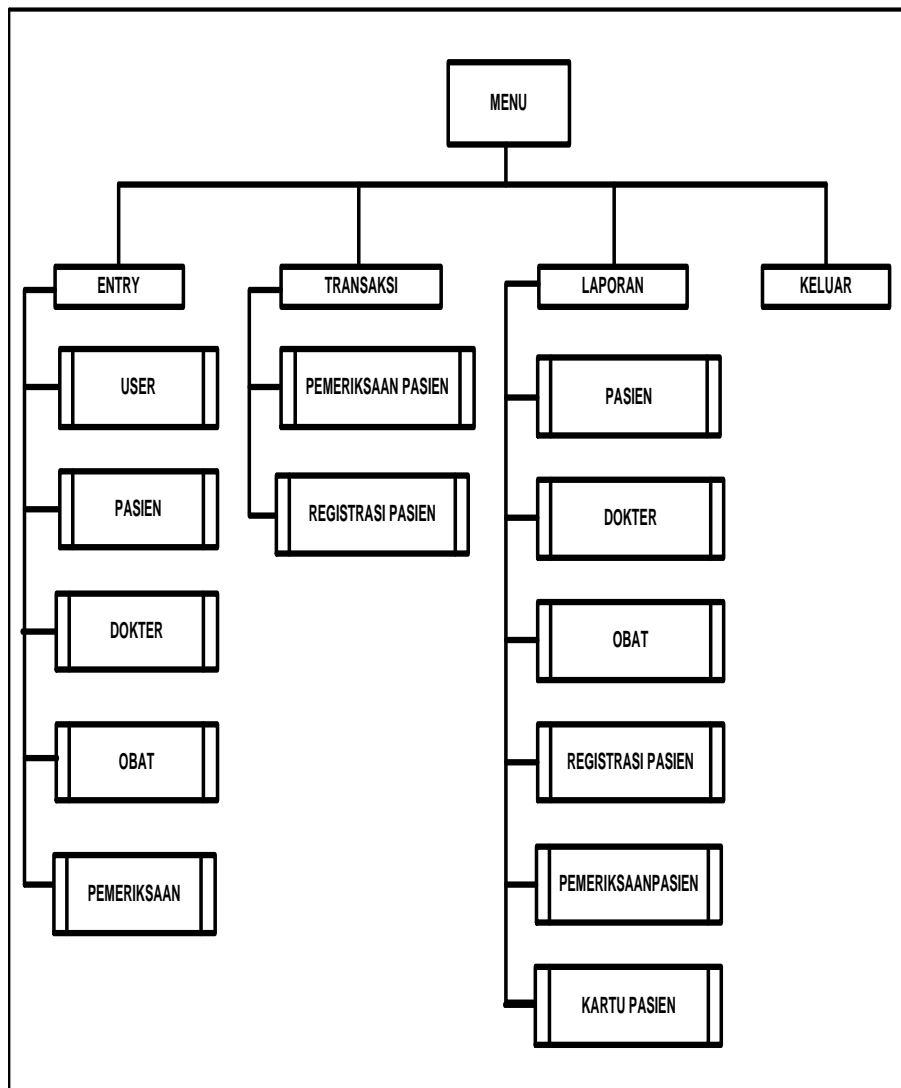 MENU
ENTRY
USER
PASIEN
DOKTER
OBAT
PEMERIKSAAN
TRANSAKSI
PEMERIKSAAN PASIEN
REGISTRASI PASIEN
LAPORAN
PASIEN
DOKTER
OBAT
REGISTRASI PASIEN
PEMERIKSAANPASIEN
KARTU PASIEN
KELUAR